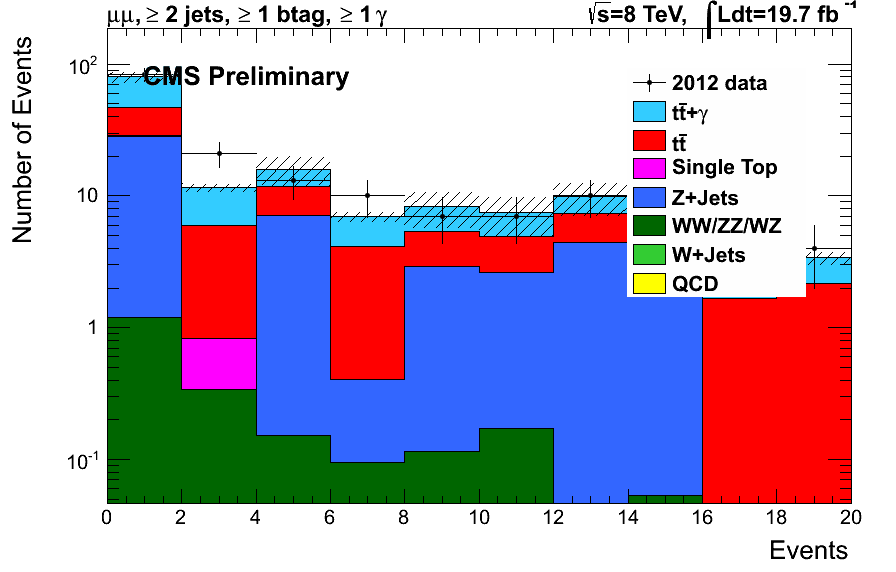 μμ, ≥ 2 jets, ≥ 1 btag, ≥ 1 γ
√s=8 TeV, ∫Ldt=19.7 fb⁻¹
CMS Preliminary
Number of Events
10²
10
1
10⁻¹
2012 data
tt̄+γ
tt̄
Single Top
Z+Jets
WW/ZZ/WZ
W+Jets
QCD
0 2 4 6 8 10 12 14 16 18 20
Events